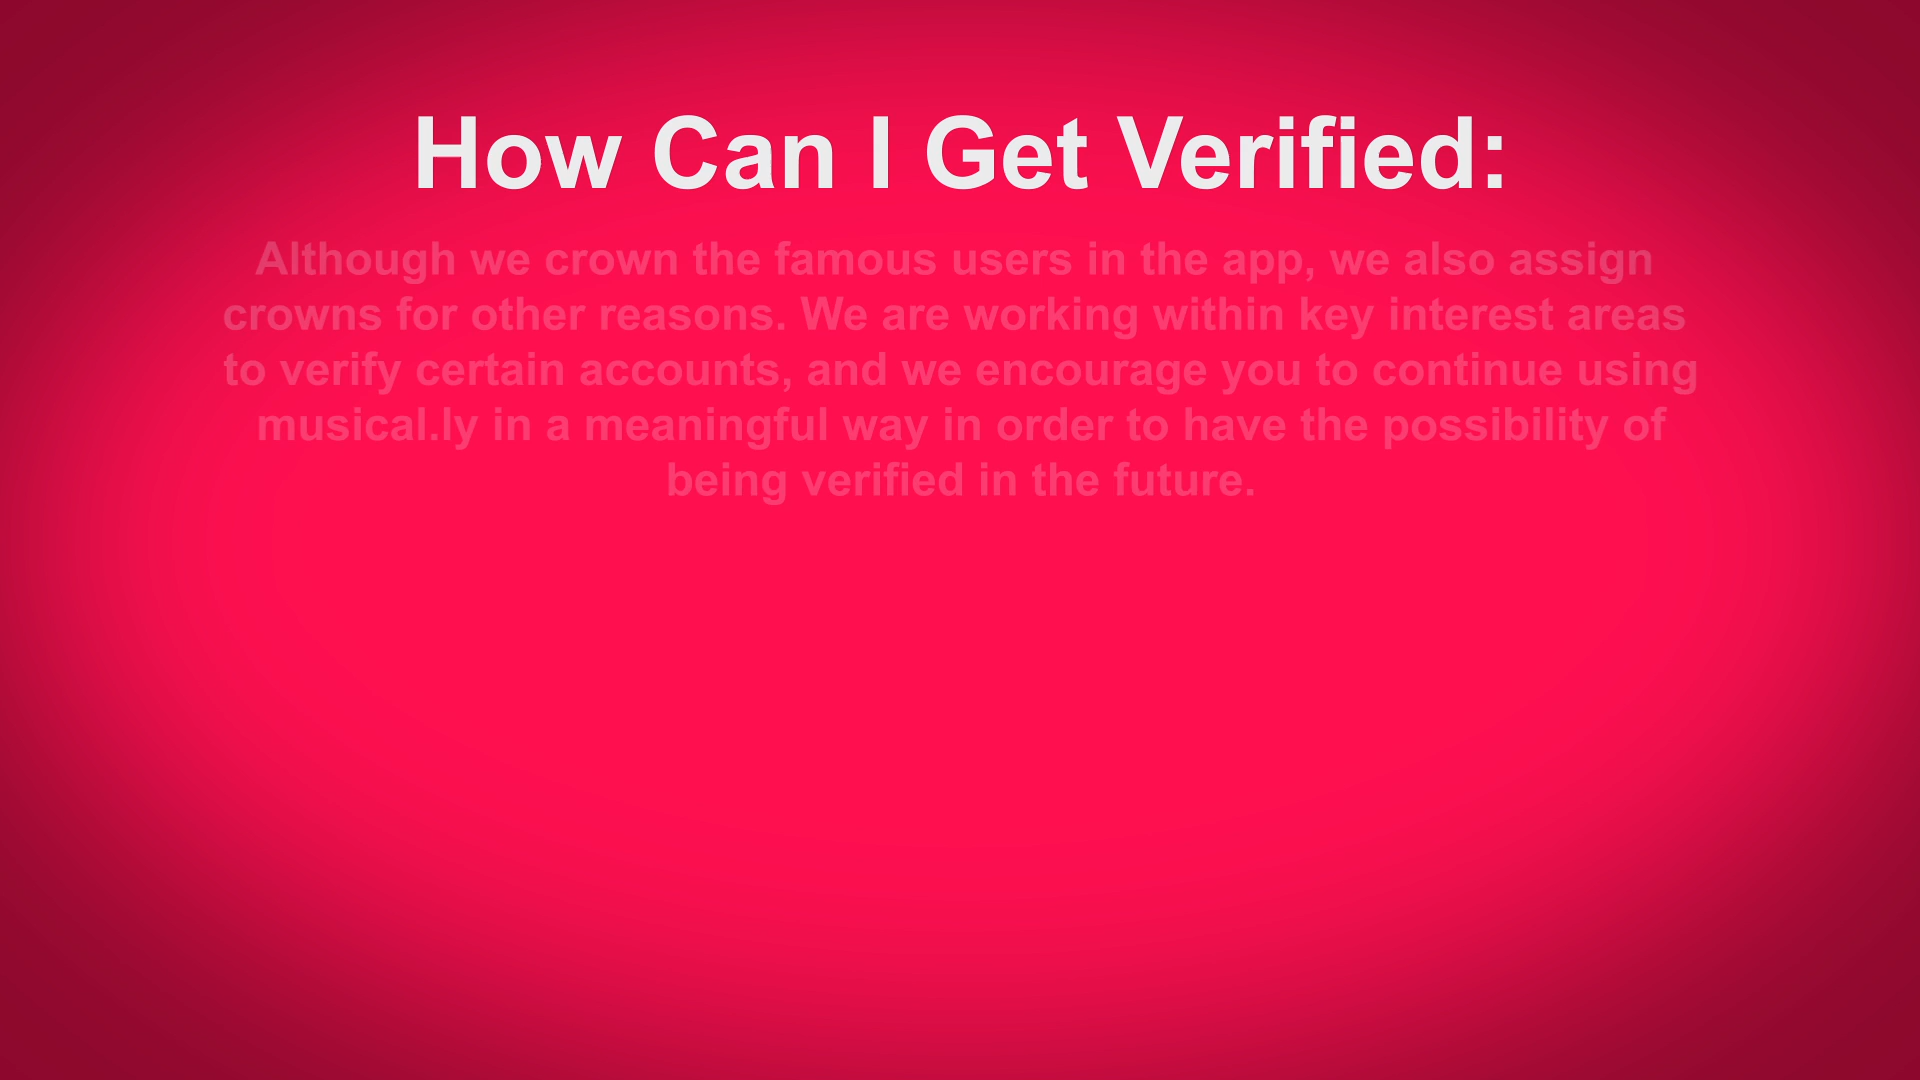 How Can I Get Verified:
Although we crown the famous users in the app, we also assign
crowns for other reasons. We are working within key interest areas
to verify certain accounts, and we encourage you to continue using
musical.ly in a meaningful way in order to have the possibility of
being verified in the future.